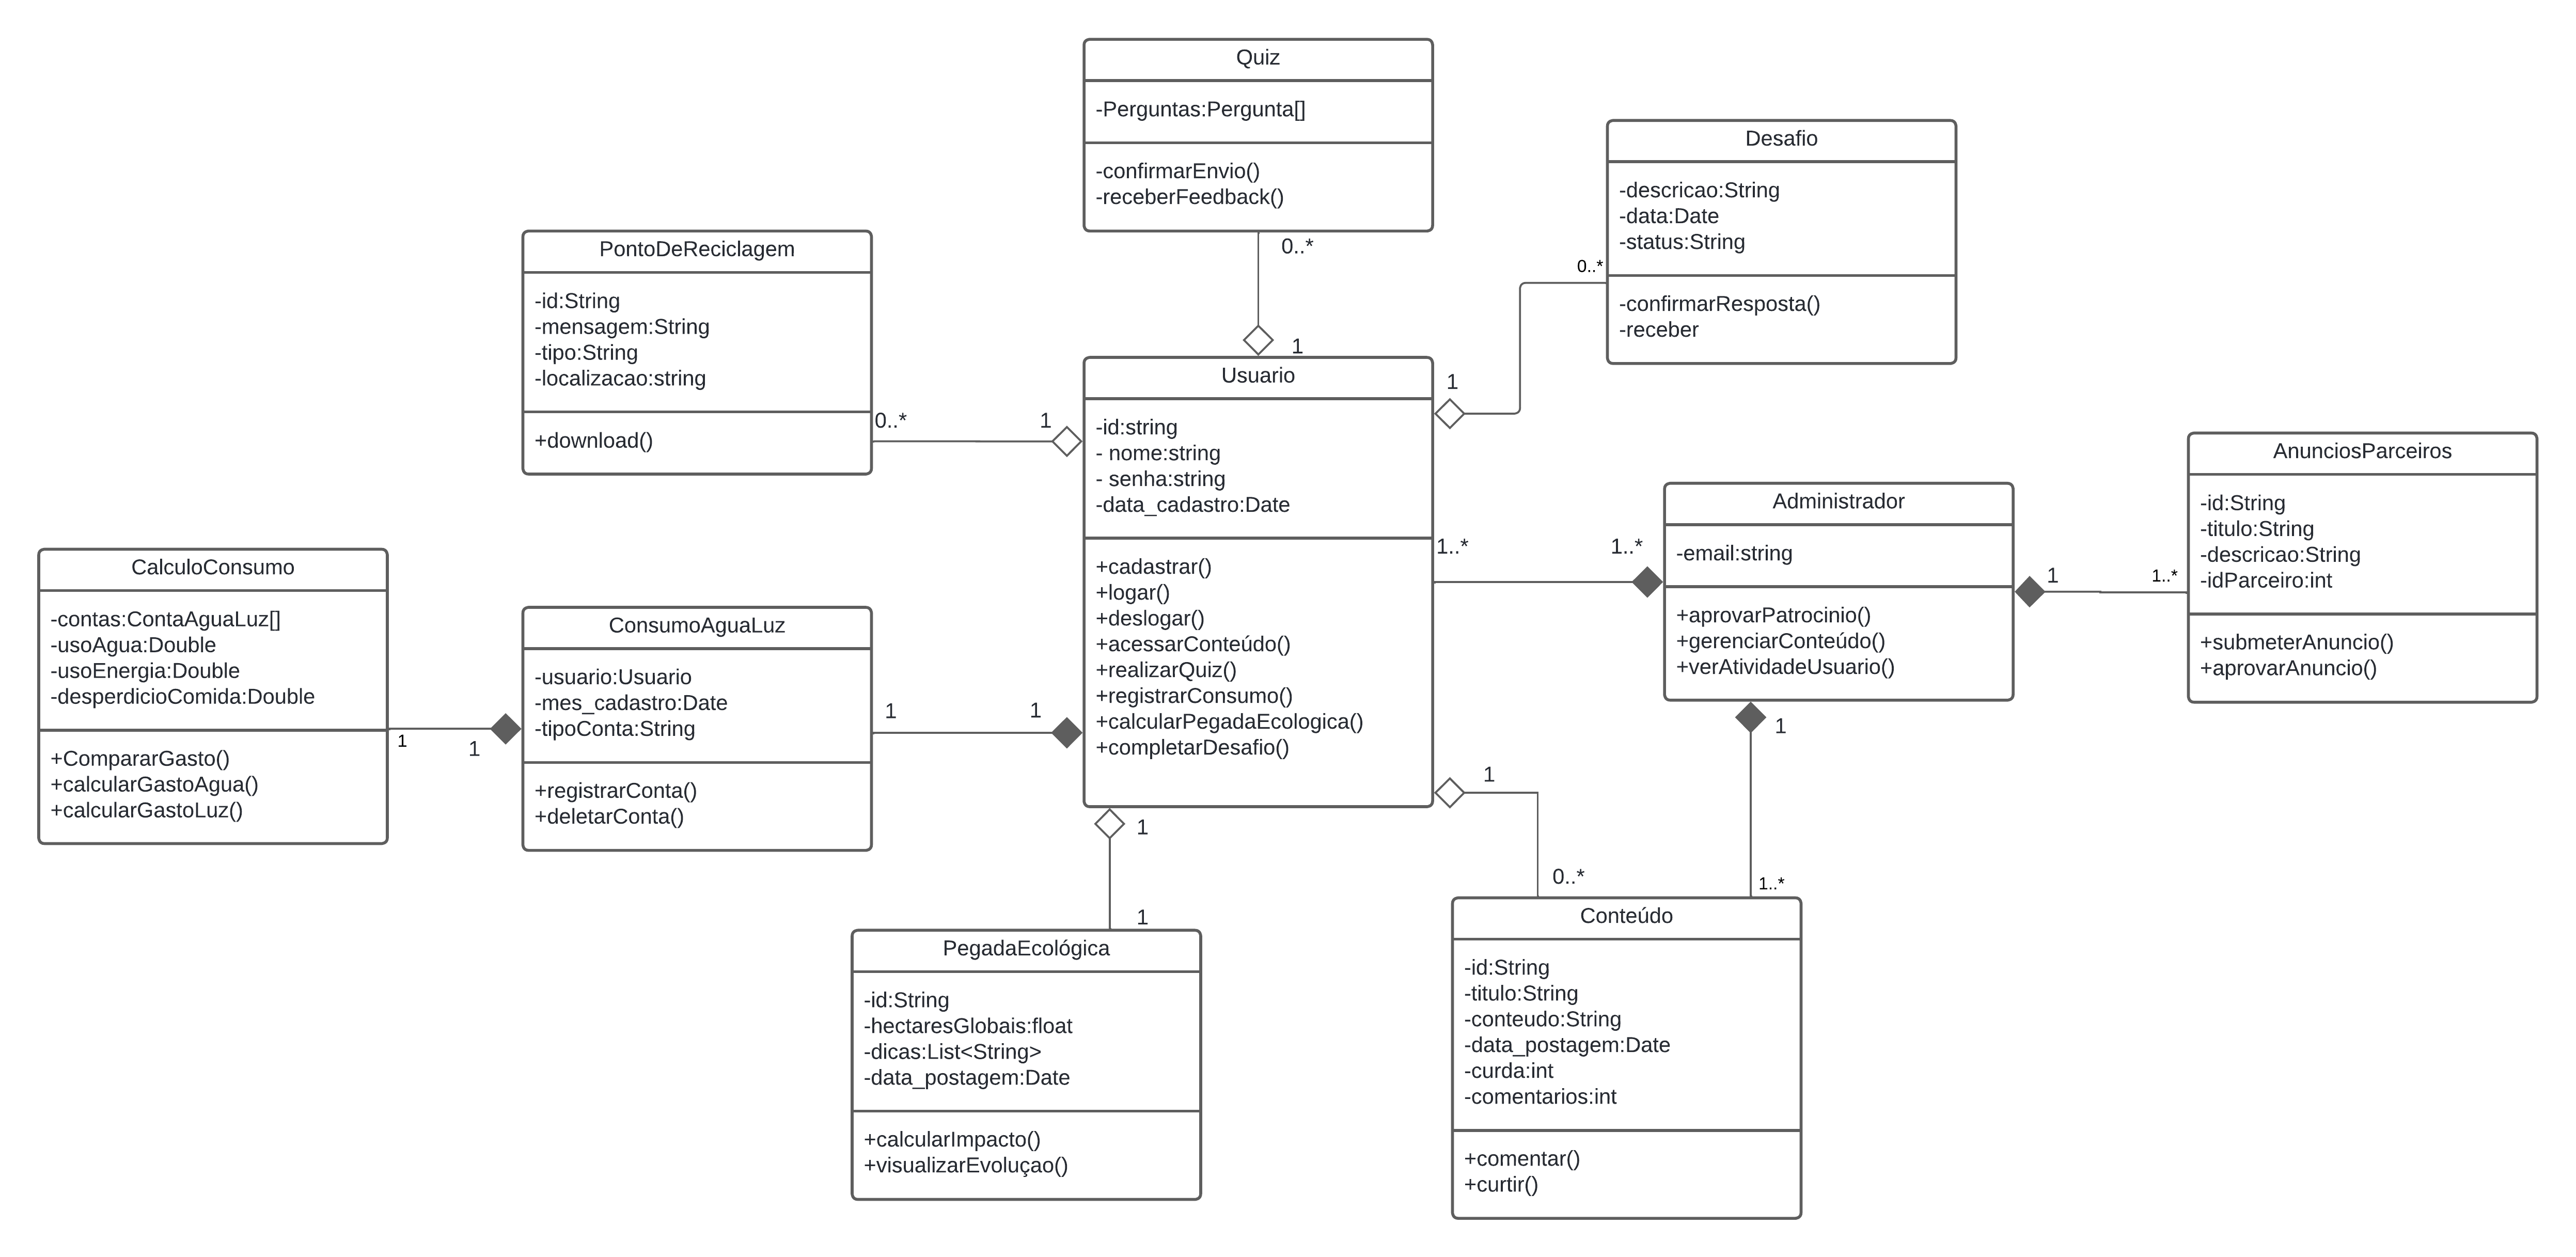 Quiz
-Perguntas:Pergunta[]
-confirmarEnvio()
-receberFeedback()
0..*
1
Desafio
-descricao:String
-data:Date
-status:String
-confirmarResposta()
-receber
0..*
1
PontoDeReciclagem
-id:String
-mensagem:String
-tipo:String
-localizacao:string
+download()
0..*
1
Usuario
-id:string
- nome:string
- senha:string
-data_cadastro:Date
+cadastrar()
+logar()
+deslogar()
+acessarConteúdo()
+realizarQuiz()
+registrarConsumo()
+calcularPegadaEcologica()
+completarDesafio()
1..*
1..*
Administrador
-email:string
+aprovarPatrocinio()
+gerenciarConteúdo()
+verAtividadeUsuario()
1
1..*
AnunciosParceiros
-id:String
-titulo:String
-descricao:String
-idParceiro:int
+submeterAnuncio()
+aprovarAnuncio()
CalculoConsumo
-contas:ContaAguaLuz[]
-usoAgua:Double
-usoEnergia:Double
-desperdicioComida:Double
+CompararGasto()
+calcularGastoAgua()
+calcularGastoLuz()
1
1
ConsumoAguaLuz
-usuario:Usuario
-mes_cadastro:Date
-tipoConta:String
+registrarConta()
+deletarConta()
1
1
1
1
PegadaEcológica
-id:String
-hectaresGlobais:float
-dicas:List<String>
-data_postagem:Date
+calcularImpacto()
+visualizarEvoluçao()
1
0..*
1
1..*
Conteúdo
-id:String
-titulo:String
-conteudo:String
-data_postagem:Date
-curda:int
-comentarios:int
+comentar()
+curtir()